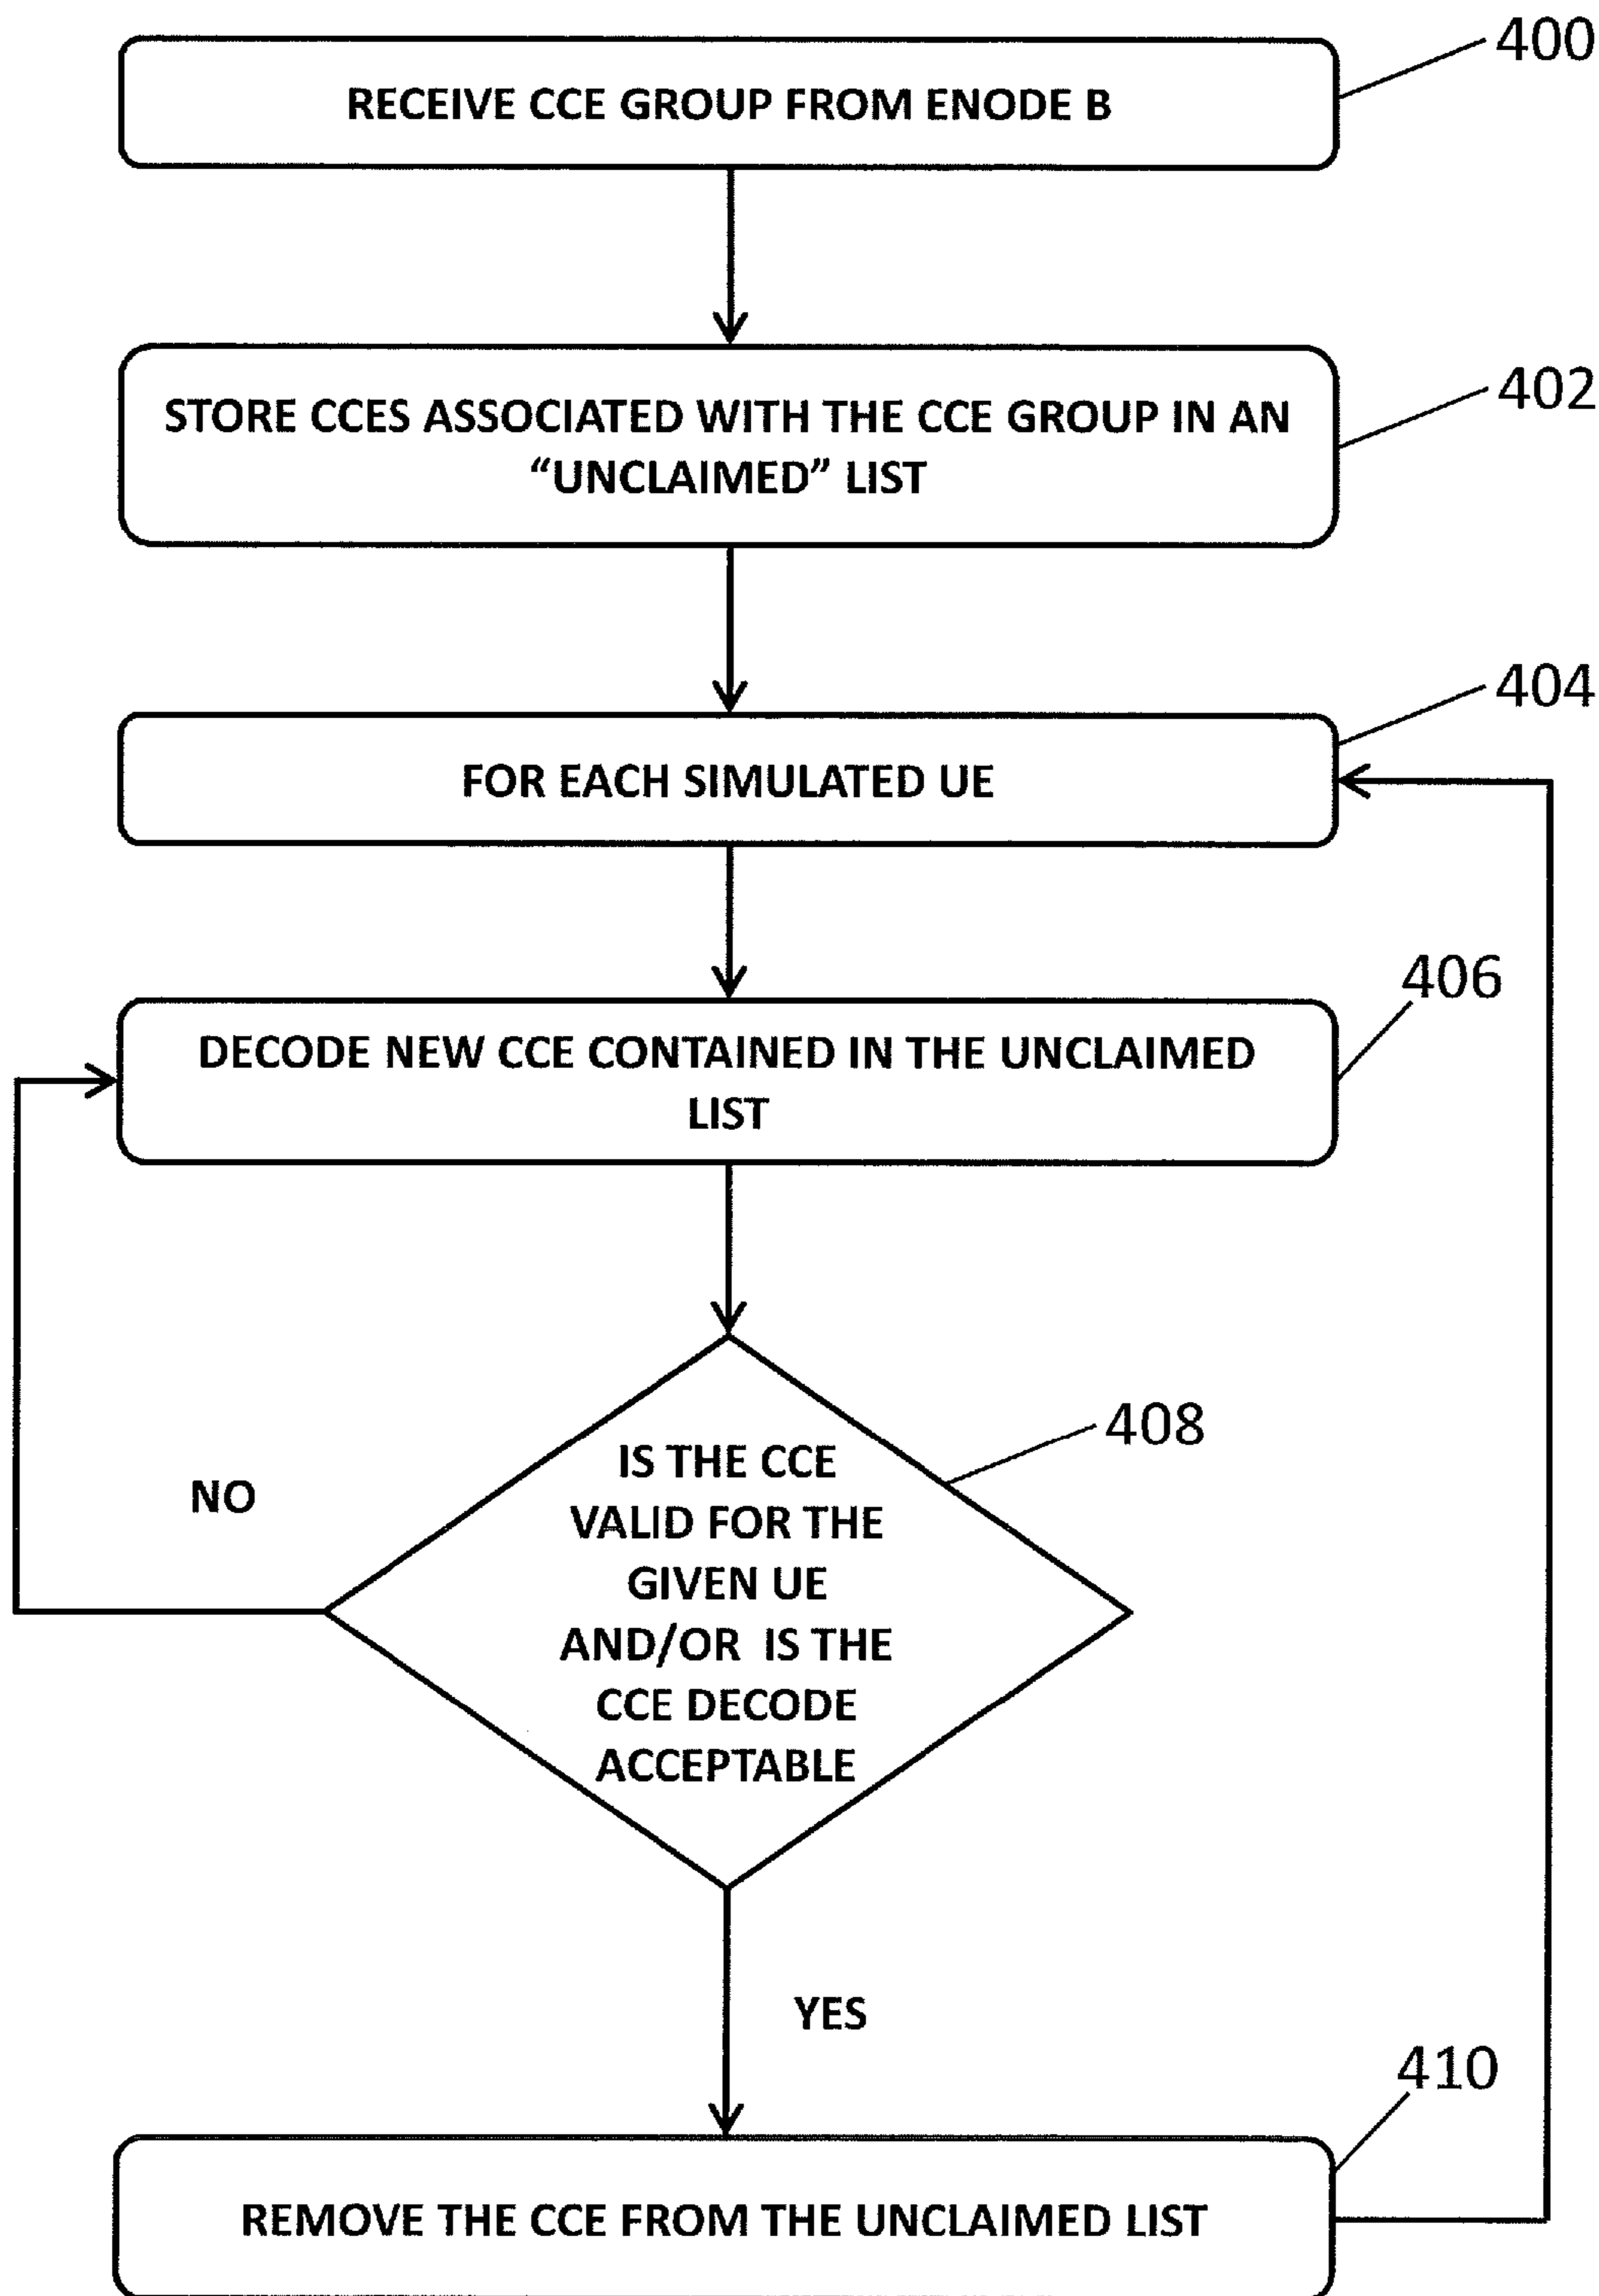 400
RECEIVE CCE GROUP FROM ENODE B
402
STORE CCES ASSOCIATED WITH THE CCE GROUP IN AN
“UNCLAIMED” LIST
404
FOR EACH SIMULATED UE
406
DECODE NEW CCE CONTAINED IN THE UNCLAIMED
LIST
408
IS THE CCE
VALID FOR THE
GIVEN UE
AND/OR IS THE
CCE DECODE
ACCEPTABLE
NO
YES
410
REMOVE THE CCE FROM THE UNCLAIMED LIST